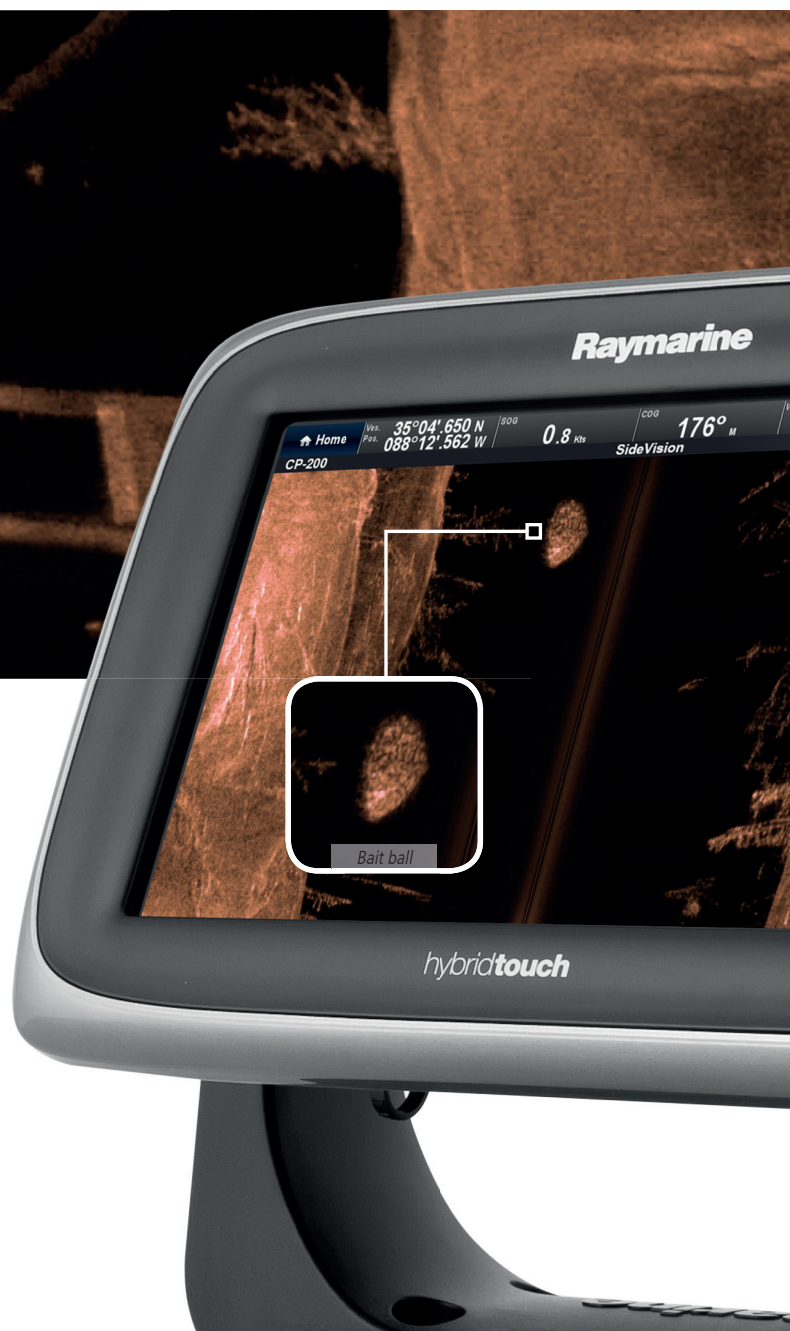 Raymarine
Home
Ves. Pos.
35°04'.650 N
088°12'.562 W
SOG
0.8 Kts
COG
176° M
CP-200
SideVision
Bait ball
hybridtouch